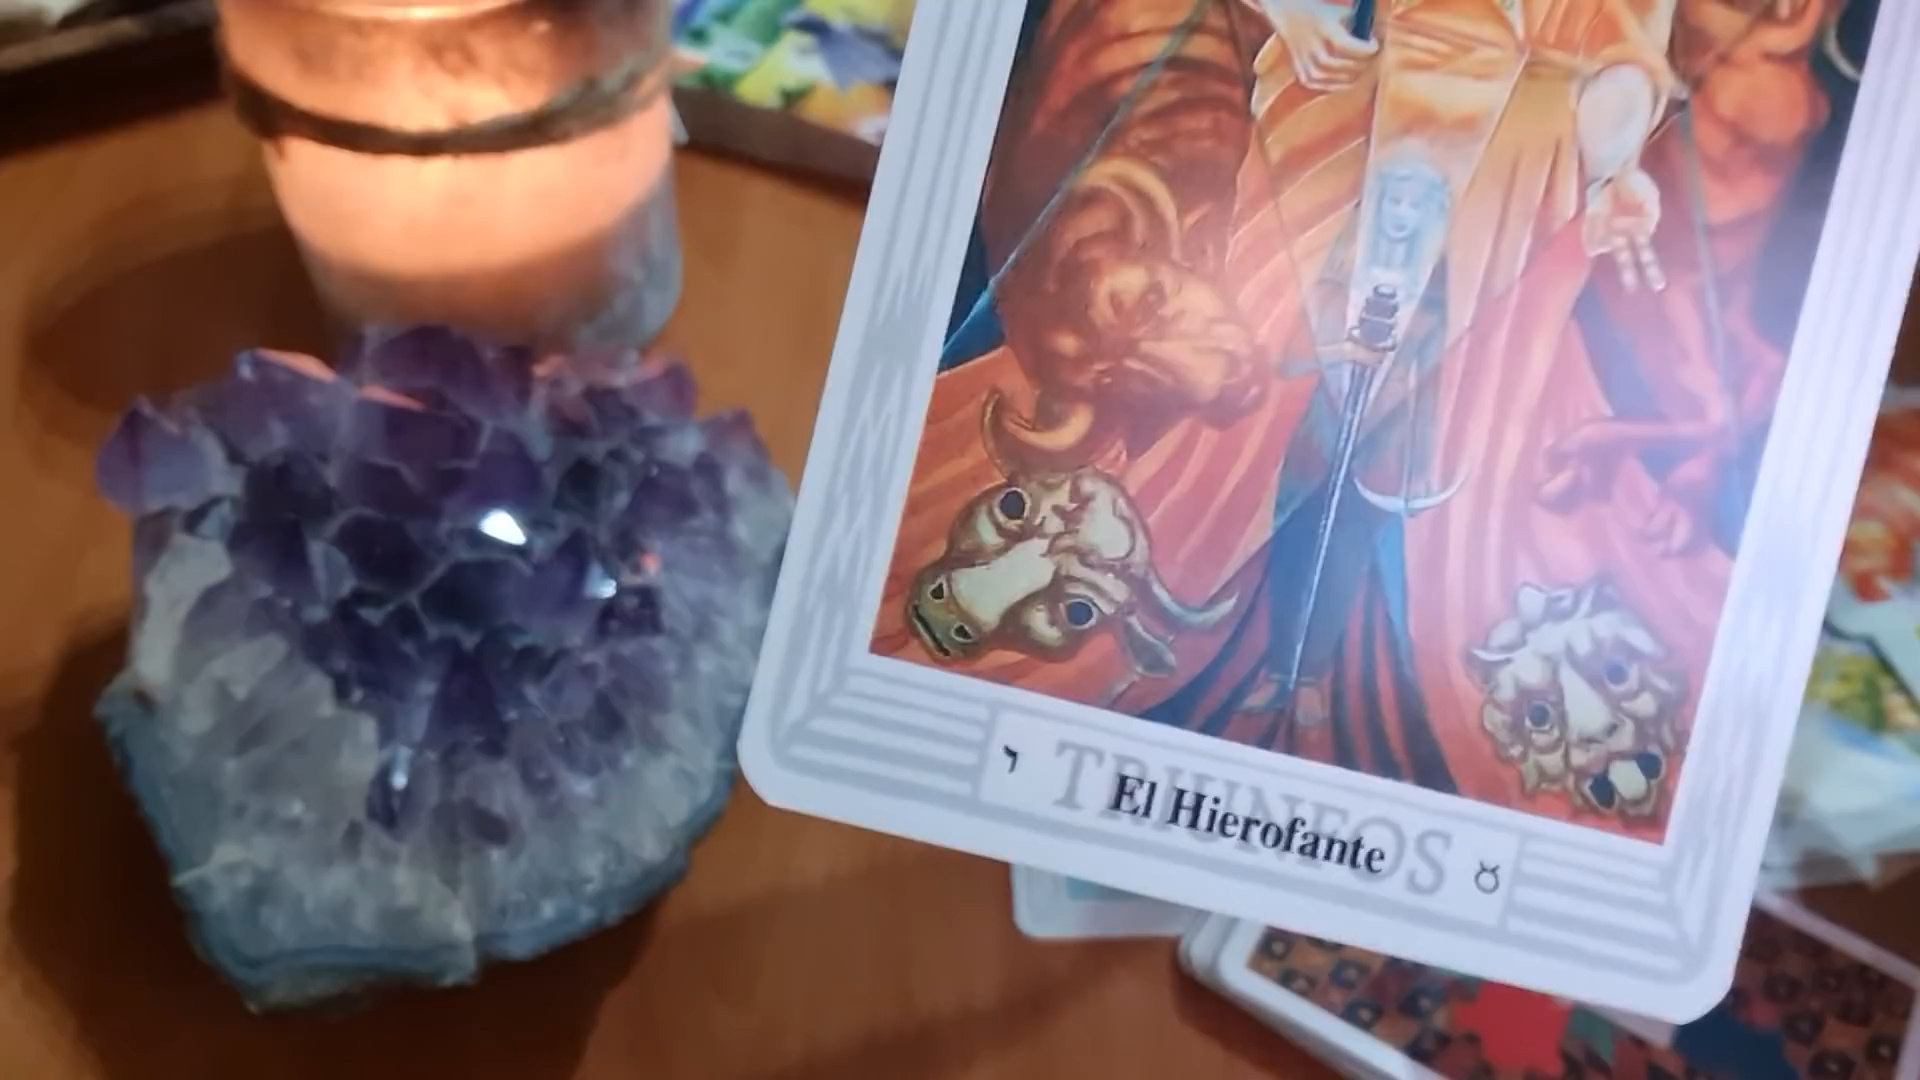 ו
TRIUNFOS
El Hierofante
♉